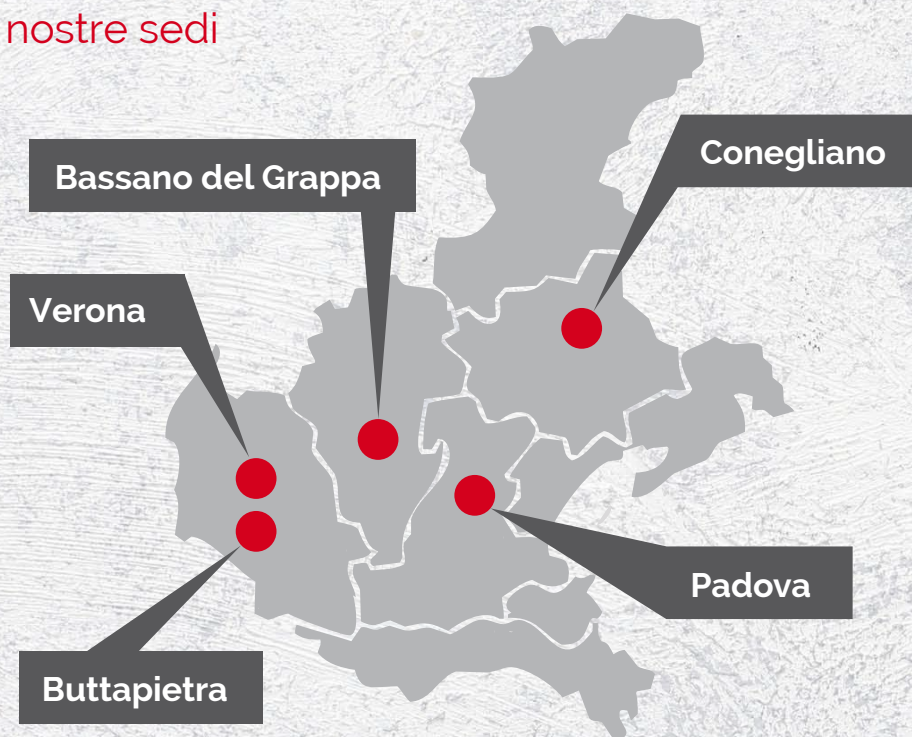 nostre sedi
Conegliano
Bassano del Grappa
Verona
Padova
Buttapietra